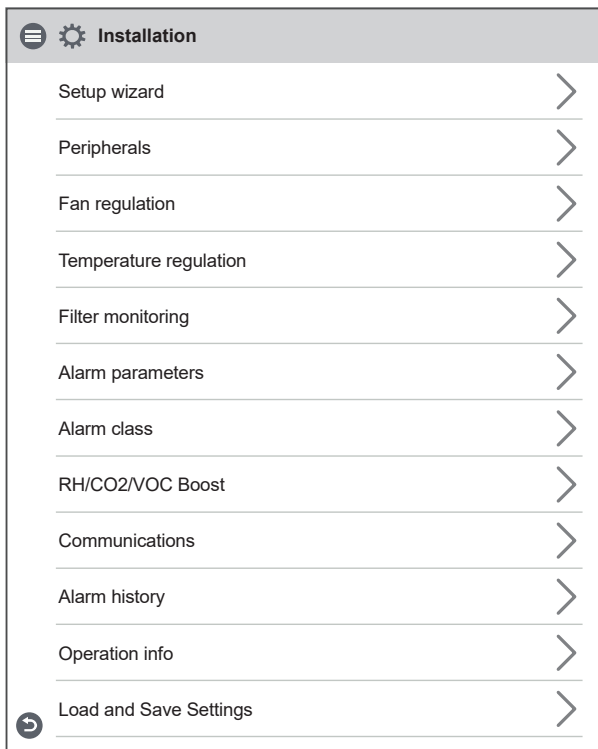 Installation
Setup wizard
Peripherals
Fan regulation
Temperature regulation
Filter monitoring
Alarm parameters
Alarm class
RH/CO2/VOC Boost
Communications
Alarm history
Operation info
Load and Save Settings